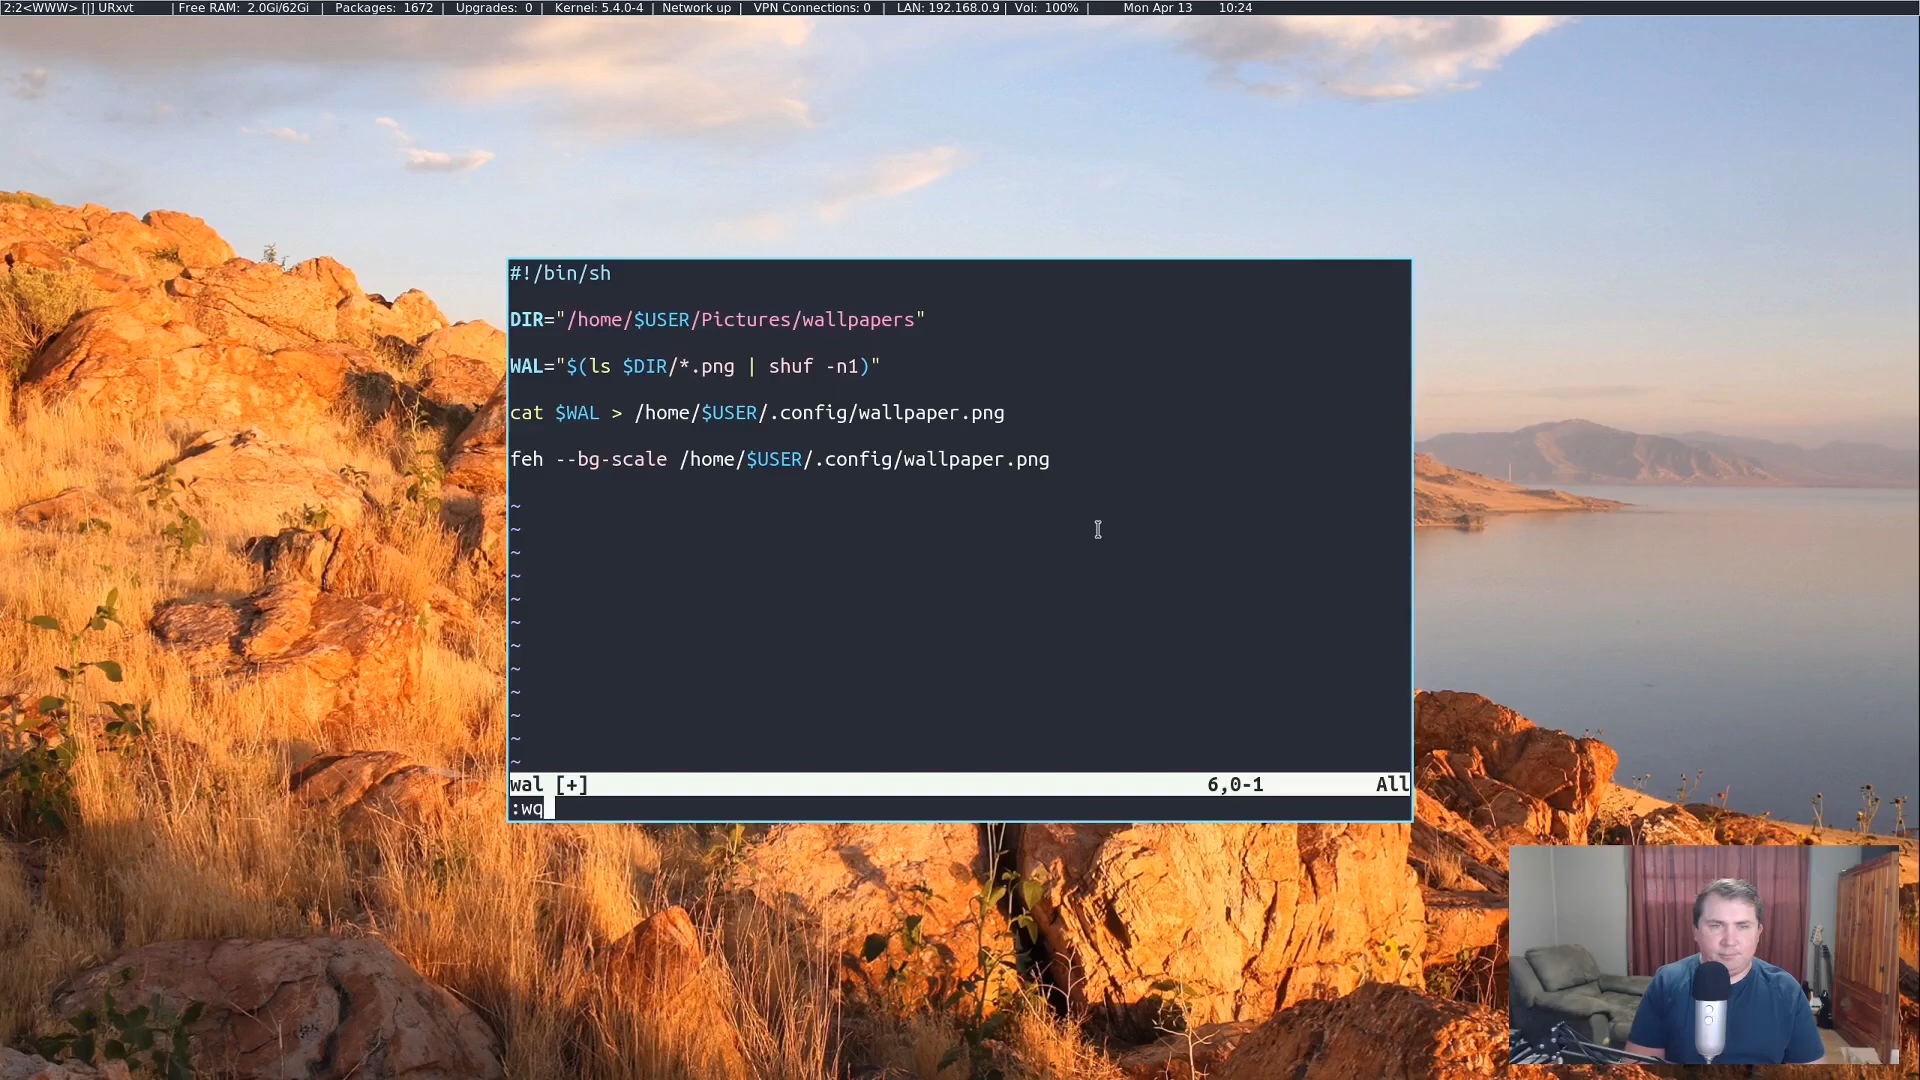 2:2<WWW> [|] URxvt | Free RAM: 2.0Gi/62Gi | Packages: 1672 | Upgrades: 0 | Kernel: 5.4.0-4 | Network up | VPN Connections: 0 | LAN: 192.168.0.9 | Vol: 100% | Mon Apr 13 10:24
#!/bin/sh
DIR="/home/$USER/Pictures/wallpapers"
WAL="$(ls $DIR/*.png | shuf -n1)"
cat $WAL > /home/$USER/.config/wallpaper.png
feh --bg-scale /home/$USER/.config/wallpaper.png
~
~
~
~
~
~
~
~
~
~
~
~
wal [+] 6,0-1 All
:wq